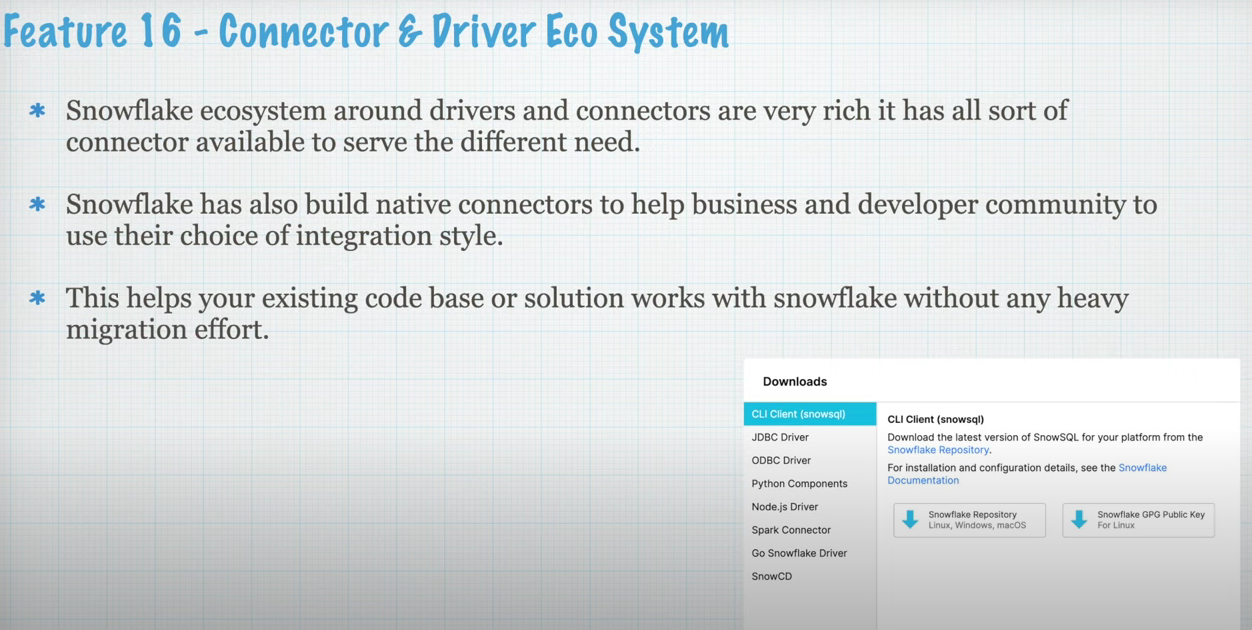 Feature 16 - Connector & Driver Eco System
* Snowflake ecosystem around drivers and connectors are very rich it has all sort of
connector available to serve the different need.
* Snowflake has also build native connectors to help business and developer community to
use their choice of integration style.
* This helps your existing code base or solution works with snowflake without any heavy
migration effort.
Downloads
CLI Client (snowsql)
JDBC Driver
ODBC Driver
Python Components
Node.js Driver
Spark Connector
Go Snowflake Driver
SnowCD
CLI Client (snowsql)
Download the latest version of SnowSQL for your platform from the
Snowflake Repository.
For installation and configuration details, see the Snowflake
Documentation
Snowflake Repository
Linux, Windows, macOS
Snowflake GPG Public Key
For Linux